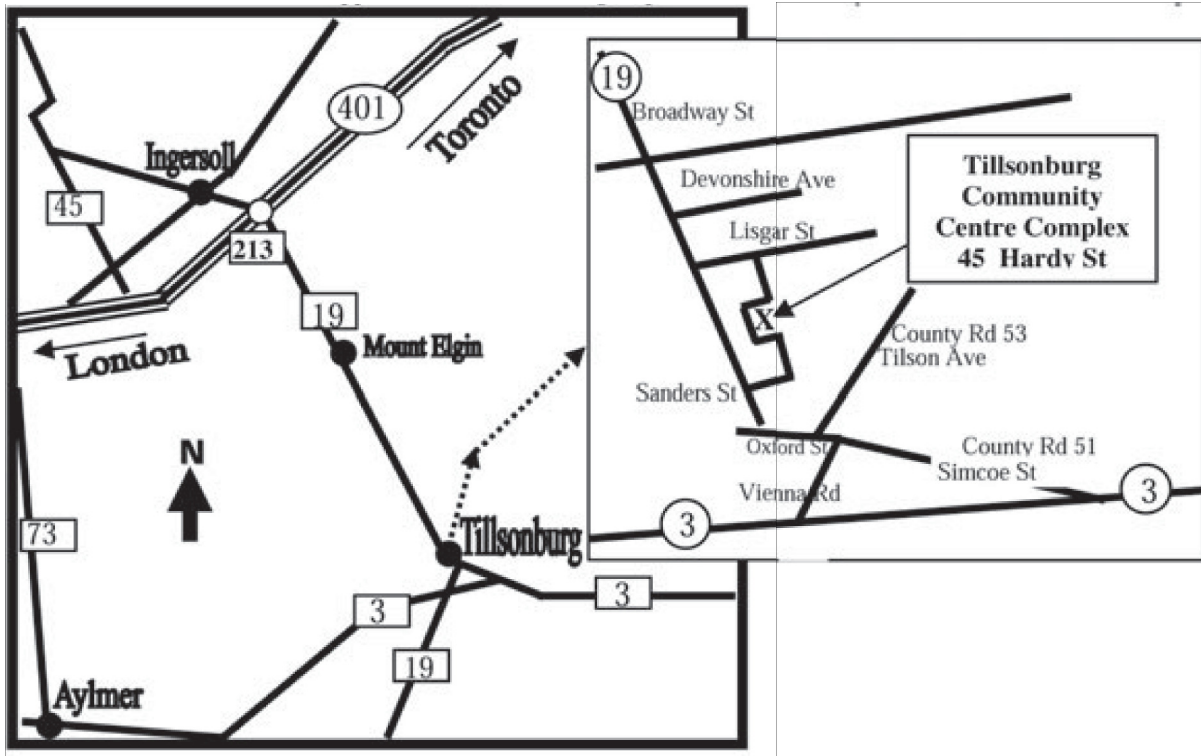 401
Toronto
Ingersoll
45
213
19
Mount Elgin
London
N
73
Tillsonburg
3
3
19
Aylmer
19
Broadway St
Devonshire Ave
Lisgar St
Tillsonburg
Community
Centre Complex
45 Hardy St
X
County Rd 53
Tilson Ave
Sanders St
Oxford St
County Rd 51
Simcoe St
Vienna Rd
3
3